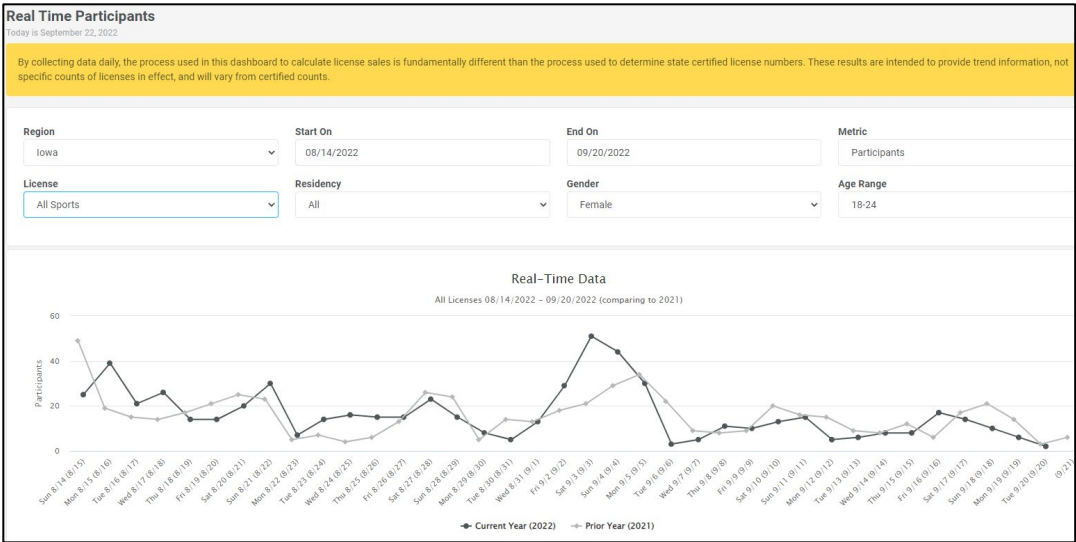 Real Time Participants
Today is September 22, 2022
By collecting data daily, the process used in this dashboard to calculate license sales is fundamentally different than the process used to determine state certified license numbers. These results are intended to provide trend information, not
specific counts of licenses in effect, and will vary from certified counts.
Region Start On End On Metric
Iowa 08/14/2022 09/20/2022 Participants
License Residency Gender Age Range
All Sports All Female 18-24
Real-Time Data
All Licenses 08/14/2022 - 09/20/2022 (comparing to 2021)
60
40
20
0
Participants
Sun 8/14 (8/15)
Mon 8/15 (8/16)
Tue 8/16 (8/17)
Wed 8/17 (8/18)
Thu 8/18 (8/19)
Fri 8/19 (8/20)
Sat 8/20 (8/21)
Sun 8/21 (8/22)
Mon 8/22 (8/23)
Tue 8/23 (8/24)
Wed 8/24 (8/25)
Thu 8/25 (8/26)
Fri 8/26 (8/27)
Sat 8/27 (8/28)
Sun 8/28 (8/29)
Mon 8/29 (8/30)
Tue 8/30 (8/31)
Wed 8/31 (9/1)
Fri 9/2 (9/2)
Sat 9/3 (9/3)
Sun 9/4 (9/4)
Mon 9/5 (9/5)
Tue 9/6 (9/6)
Wed 9/7 (9/7)
Thu 9/8 (9/8)
Fri 9/9 (9/9)
Sat 9/10 (9/10)
Sun 9/11 (9/11)
Mon 9/12 (9/12)
Tue 9/13 (9/13)
Wed 9/14 (9/14)
Thu 9/15 (9/15)
Fri 9/16 (9/16)
Sat 9/17 (9/17)
Sun 9/18 (9/18)
Mon 9/19 (9/19)
Tue 9/20 (9/20)
(9/21)
Current Year (2022) Prior Year (2021)